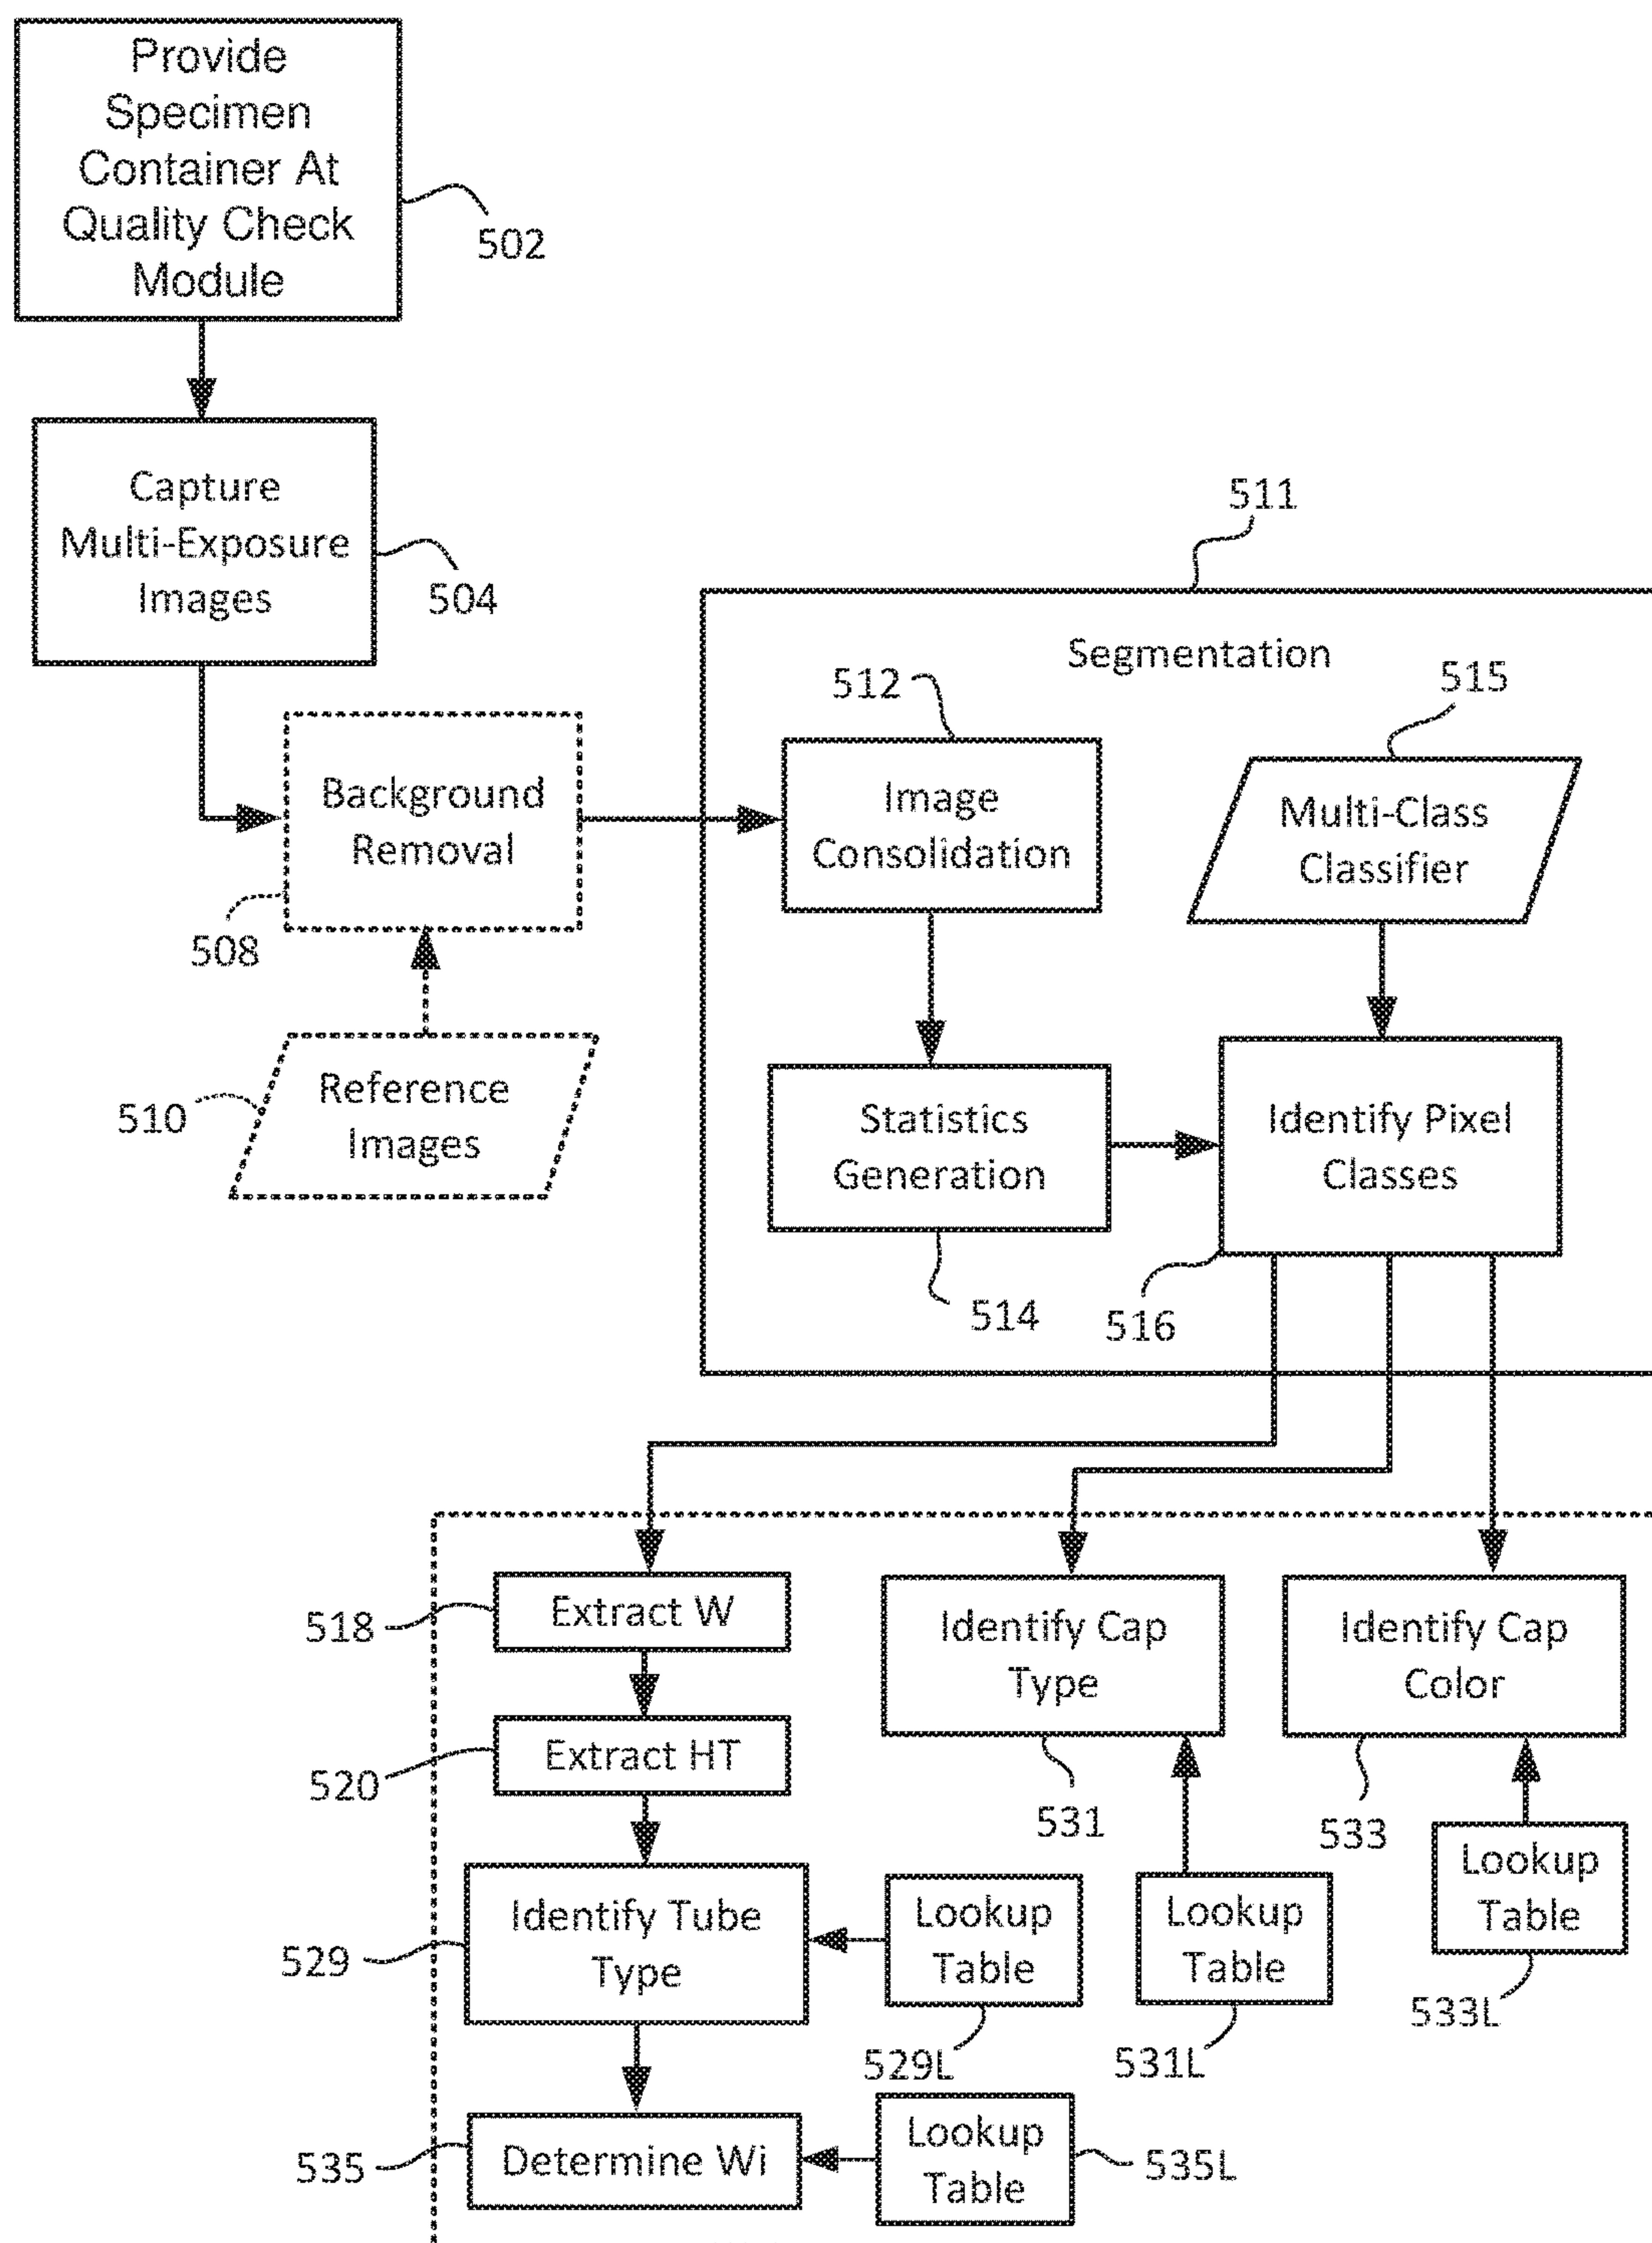 Provide
Specimen
Container At
Quality Check
Module
502
Capture
Multi-Exposure
Images
504
511
Segmentation
512
515
Background
Removal
508
Image
Consolidation
Multi-Class
Classifier
Reference
Images
510
Statistics
Generation
514
Identify Pixel
Classes
516
Extract W
518
Identify Cap
Type
531
Identify Cap
Color
533
Extract HT
520
Identify Tube
Type
529
Lookup
Table
529L
Lookup
Table
531L
Lookup
Table
533L
Determine Wi
535
Lookup
Table
535L